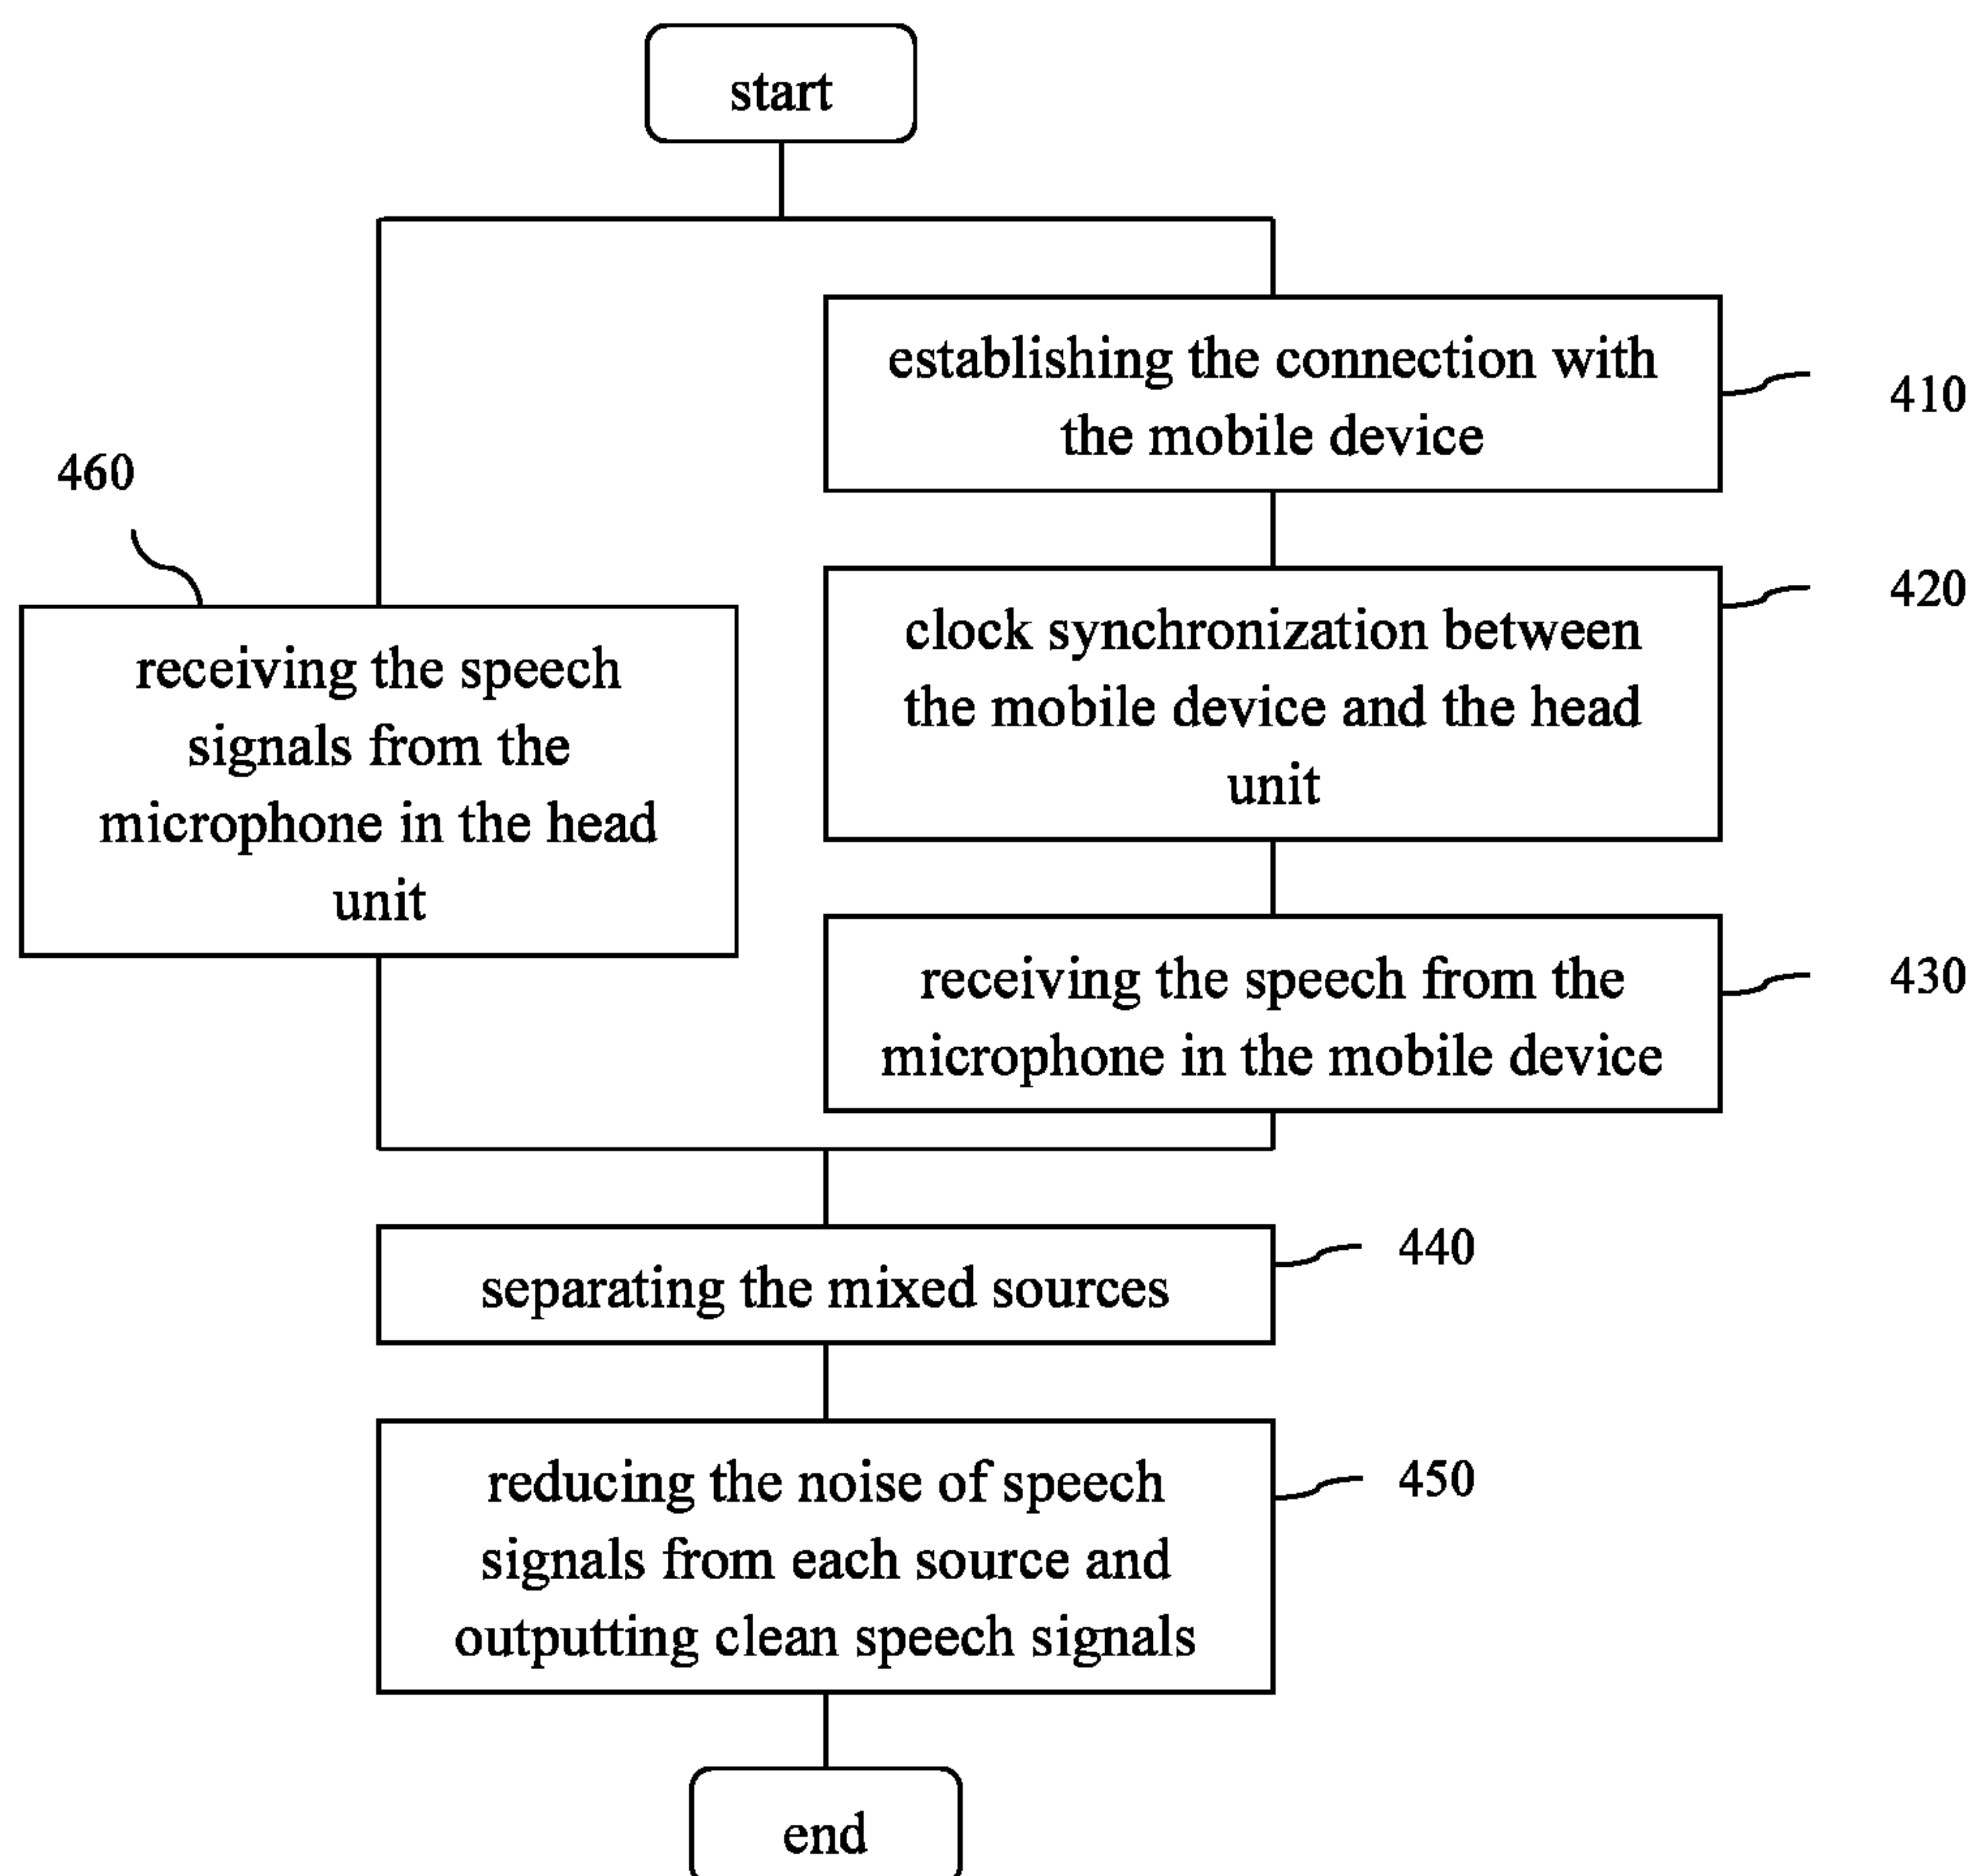 start
establishing the connection with
the mobile device
410
460
clock synchronization between
the mobile device and the head
unit
420
receiving the speech
signals from the
microphone in the head
unit
receiving the speech from the
microphone in the mobile device
430
separating the mixed sources
440
reducing the noise of speech
signals from each source and
outputting clean speech signals
450
end